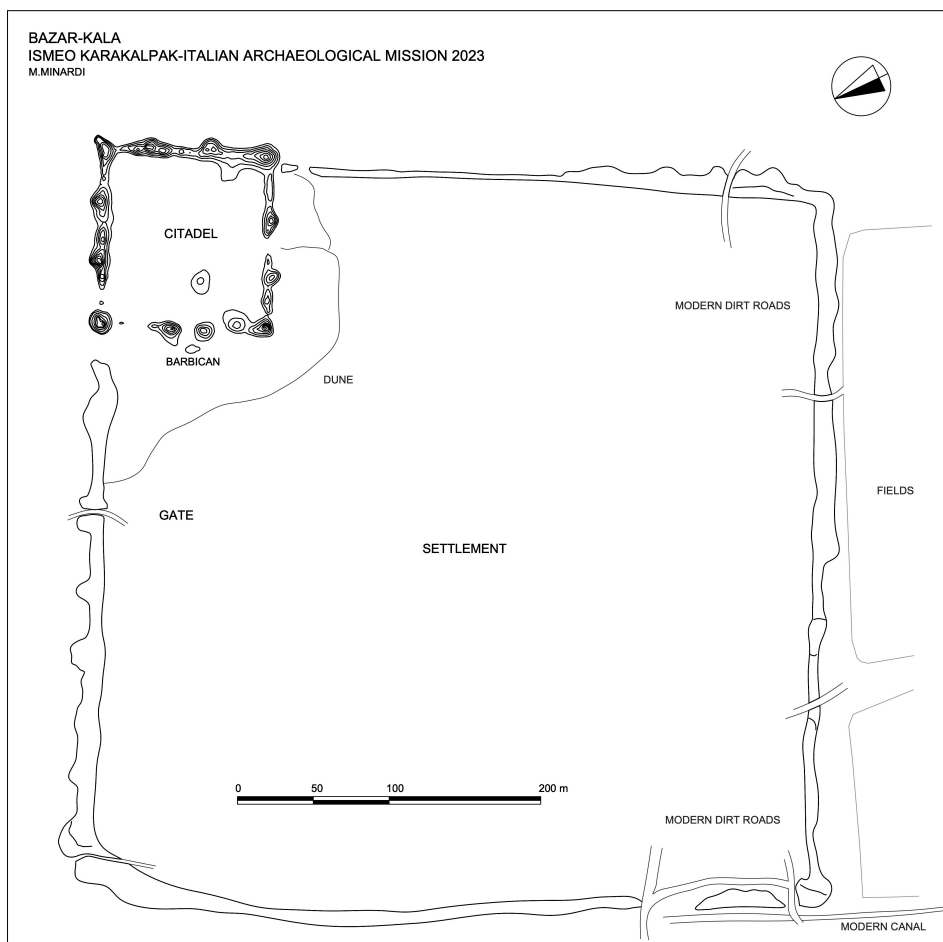 BAZAR-KALA
ISMEO KARAKALPAK-ITALIAN ARCHAEOLOGICAL MISSION 2023
M.MINARDI
CITADEL
MODERN DIRT ROADS
BARBICAN
DUNE
FIELDS
GATE
SETTLEMENT
0 50 100 200 m
MODERN DIRT ROADS
MODERN CANAL